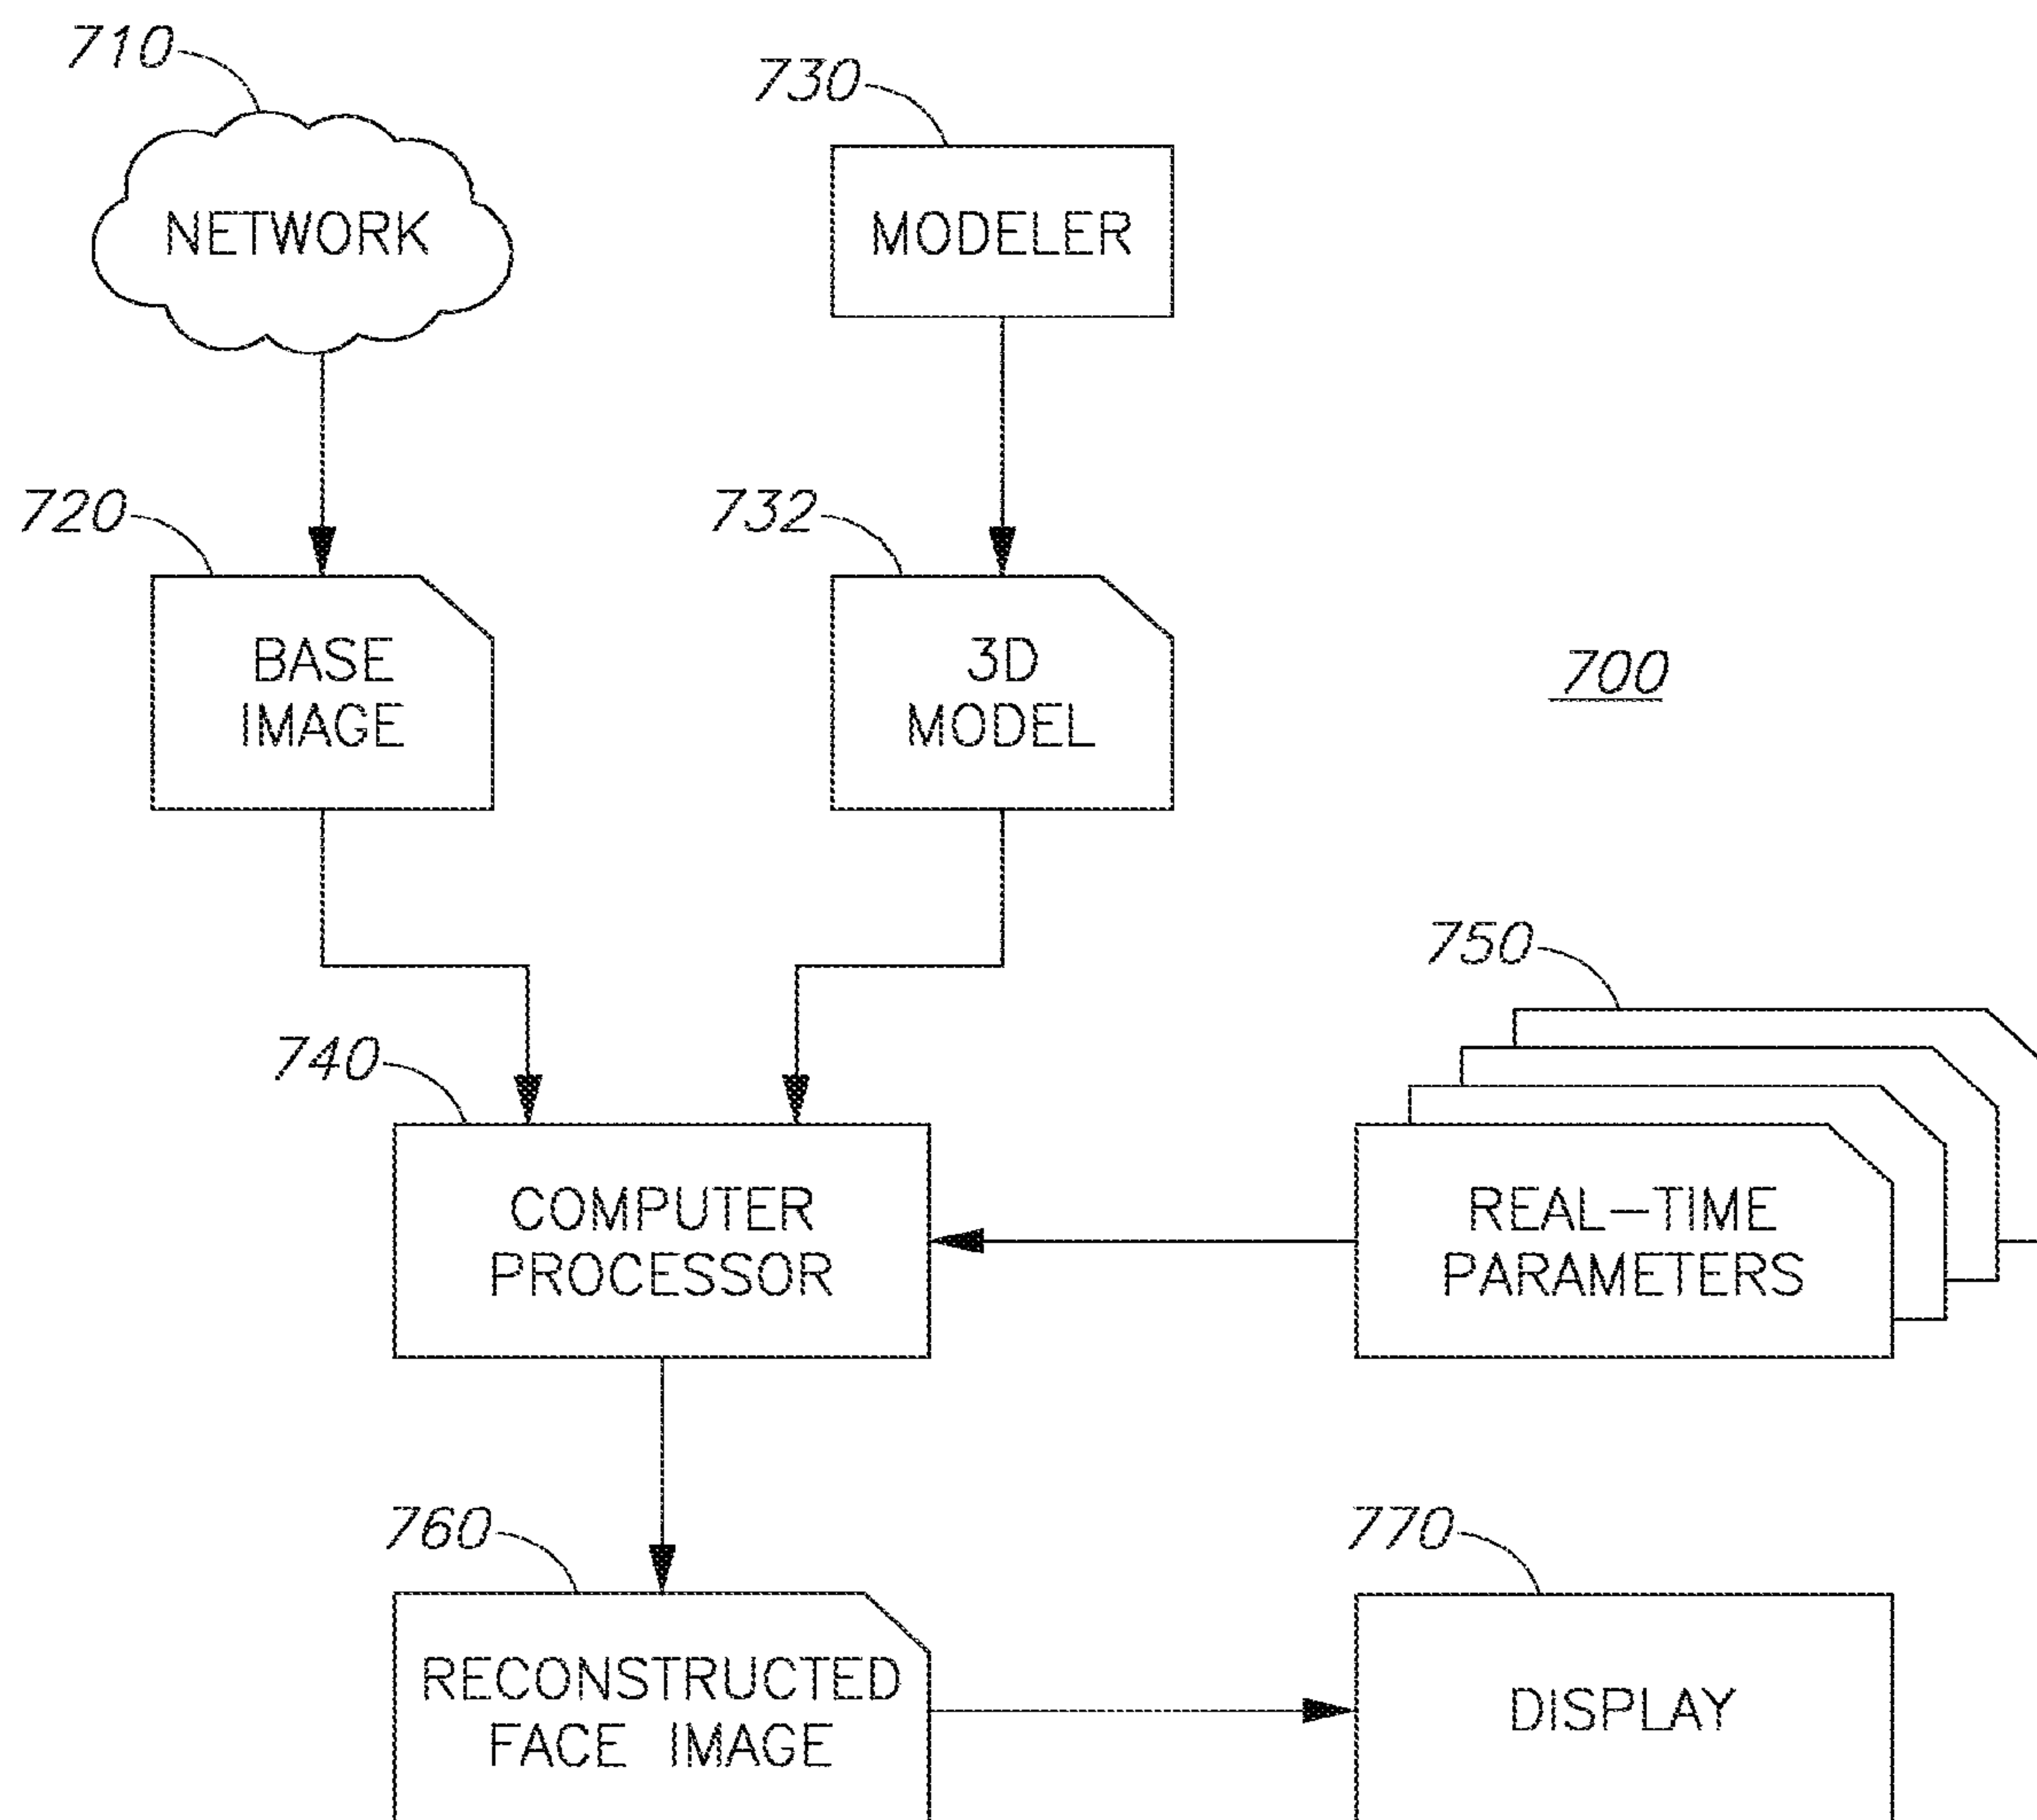 710
NETWORK
730
MODELER
720
BASE
IMAGE
732
3D
MODEL
700
740
COMPUTER
PROCESSOR
750
REAL-TIME
PARAMETERS
760
RECONSTRUCTED
FACE IMAGE
770
DISPLAY